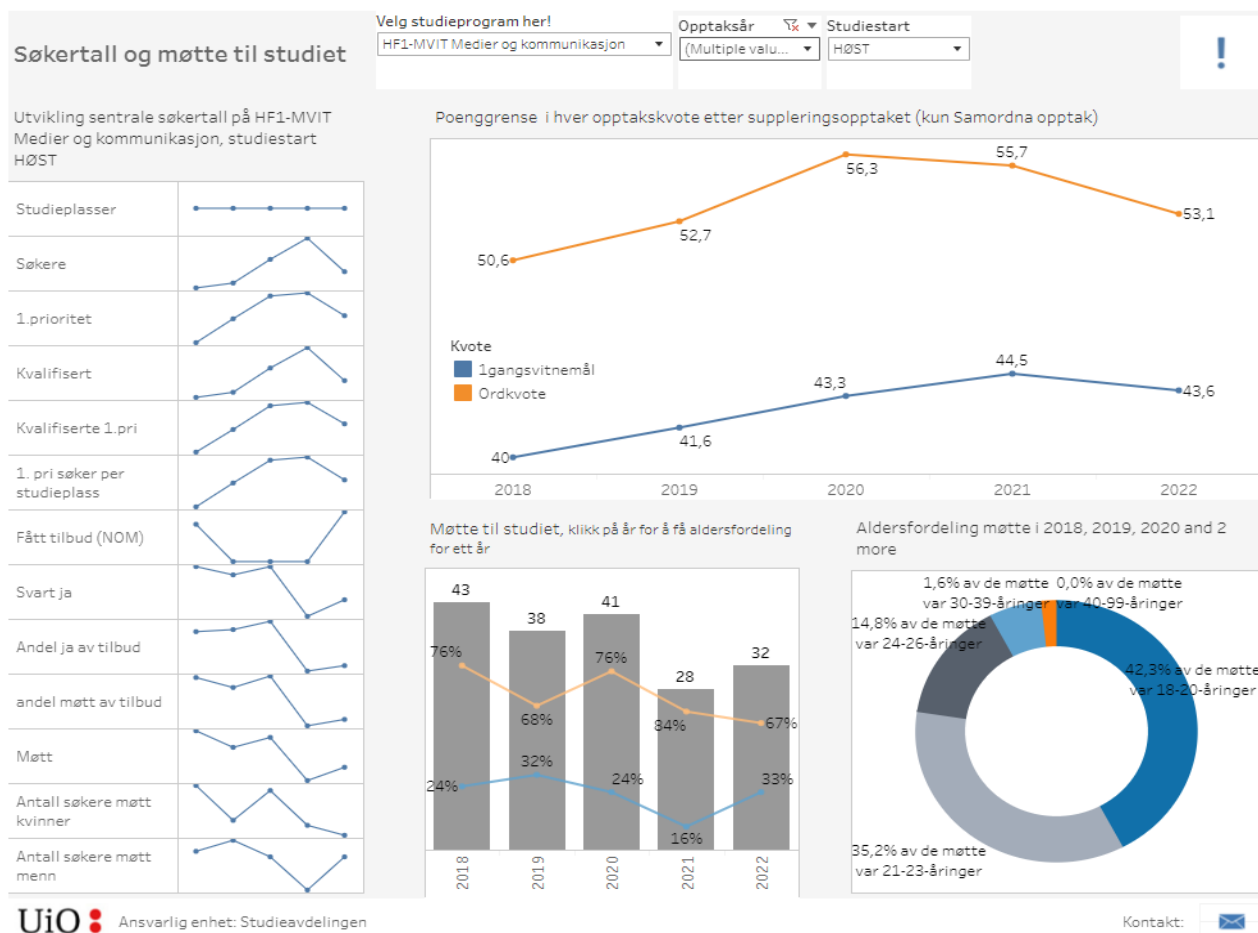 Søkertall og møtte til studiet
Velg studieprogram her!
HF1-MVIT Medier og kommunikasjon
Opptaksår
(Multiple valu...
Studiestart
HØST
!
Utvikling sentrale søkertall på HF1-MVIT
Medier og kommunikasjon, studiestart
HØST
Studieplasser
Søkere
1.prioritet
Kvalifisert
Kvalifiserte 1.pri
1. pri søker per
studieplass
Fått tilbud (NOM)
Svart ja
Andel ja av tilbud
andel møtt av tilbud
Møtt
Antall søkere møtt
kvinner
Antall søkere møtt
menn
Poenggrense i hver opptakskvote etter suppleringsopptaket (kun Samordna opptak)
50,6
52,7
56,3
55,7
53,1
Kvote
1gangsvitnemål
Ordkvote
40
41,6
43,3
44,5
43,6
2018 2019 2020 2021 2022
Møtte til studiet, klikk på år for å få aldersfordeling
for ett år
43
38
41
28
32
76%
68%
76%
84%
67%
24%
32%
24%
16%
33%
2018 2019 2020 2021 2022
Aldersfordeling møtte i 2018, 2019, 2020 and 2
more
1,6% av de møtte
var 30-39-åringer
0,0% av de møtte
var 40-99-åringer
14,8% av de møtte
var 24-26-åringer
42,3% av de møtte
var 18-20-åringer
35,2% av de møtte
var 21-23-åringer
UiO
Ansvarlig enhet: Studieavdelingen
Kontakt: